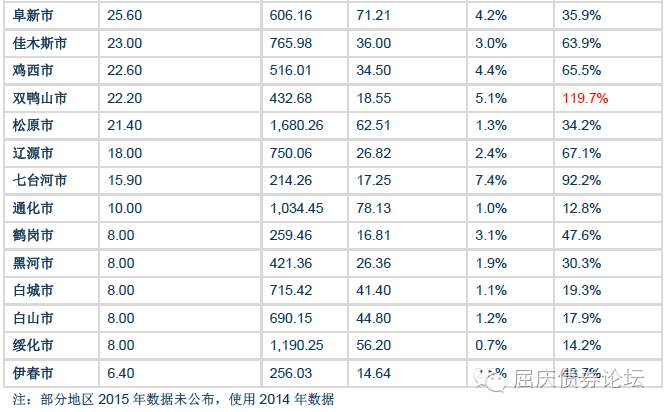 阜新市 25.60 606.16 71.21 4.2% 35.9%
佳木斯市 23.00 765.98 36.00 3.0% 63.9%
鸡西市 22.60 516.01 34.50 4.4% 65.5%
双鸭山市 22.20 432.68 18.55 5.1% 119.7%
松原市 21.40 1,680.26 62.51 1.3% 34.2%
辽源市 18.00 750.06 26.82 2.4% 67.1%
七台河市 15.90 214.26 17.25 7.4% 92.2%
通化市 10.00 1,034.45 78.13 1.0% 12.8%
鹤岗市 8.00 259.46 16.81 3.1% 47.6%
黑河市 8.00 421.36 26.36 1.9% 30.3%
白城市 8.00 715.42 41.40 1.1% 19.3%
白山市 8.00 690.15 44.80 1.2% 17.9%
绥化市 8.00 1,190.25 56.20 0.7% 14.2%
伊春市 6.40 256.03 14.64
屈庆债券论坛
注：部分地区 2015 年数据未公布，使用 2014 年数据